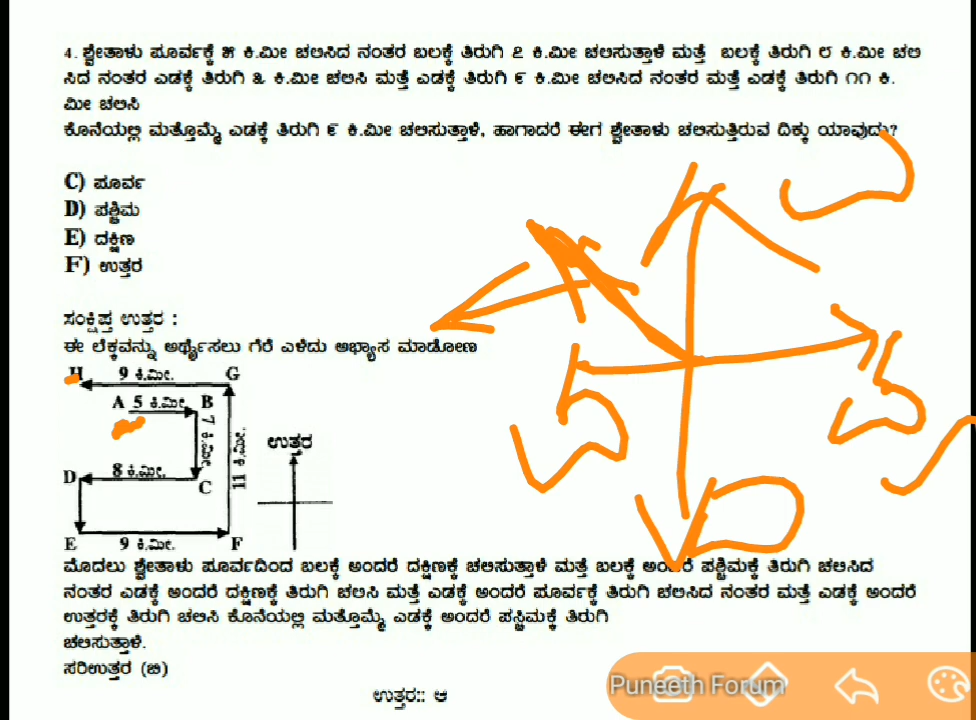 4. ಶ್ವೇತಾಳು ಪೂರ್ವಕ್ಕೆ ೫ ಕಿ.ಮೀ ಚಲಿಸಿದ ನಂತರ ಬಲಕ್ಕೆ ತಿರುಗಿ ೭ ಕಿ.ಮೀ ಚಲಿಸುತ್ತಾಳೆ ಮತ್ತೆ ಬಲಕ್ಕೆ ತಿರುಗಿ ೮ ಕಿ.ಮೀ ಚಲಿ
ಸಿದ ನಂತರ ಎಡಕ್ಕೆ ತಿರುಗಿ ೩ ಕಿ.ಮೀ ಚಲಿಸಿ ಮತ್ತೆ ಎಡಕ್ಕೆ ತಿರುಗಿ ೯ ಕಿ.ಮೀ ಚಲಿಸಿದ ನಂತರ ಮತ್ತೆ ಎಡಕ್ಕೆ ತಿರುಗಿ ೧೧ ಕಿ.
ಮೀ ಚಲಿಸಿ
ಕೊನೆಯಲ್ಲಿ ಮತ್ತೊಮ್ಮೆ ಎಡಕ್ಕೆ ತಿರುಗಿ ೯ ಕಿ.ಮೀ ಚಲಿಸುತ್ತಾಳೆ, ಹಾಗಾದರೆ ಈಗ ಶ್ವೇತಾಳು ಚಲಿಸುತ್ತಿರುವ ದಿಕ್ಕು ಯಾವುದು?
C) ಪೂರ್ವ
D) ಪಶ್ಚಿಮ
E) ದಕ್ಷಿಣ
F) ಉತ್ತರ
ಸಂಕ್ಷಿಪ್ತ ಉತ್ತರ :
ಈ ಲೆಕ್ಕವನ್ನು ಅರ್ಥೈಸಲು ಗೆರೆ ಎಳೆದು ಅಭ್ಯಾಸ ಮಾಡೋಣ
H 9 ಕಿ.ಮೀ. G
A 5 ಕಿ.ಮೀ. B
7 ಕಿ.ಮೀ.
11 ಕಿ.ಮೀ.
ಉತ್ತರ
D 8 ಕಿ.ಮೀ. C
E 9 ಕಿ.ಮೀ. F
ಮೊದಲು ಶ್ವೇತಾಳು ಪೂರ್ವದಿಂದ ಬಲಕ್ಕೆ ಅಂದರೆ ದಕ್ಷಿಣಕ್ಕೆ ಚಲಿಸುತ್ತಾಳೆ ಮತ್ತೆ ಬಲಕ್ಕೆ ಅಂದರೆ ಪಶ್ಚಿಮಕ್ಕೆ ತಿರುಗಿ ಚಲಿಸಿದ
ನಂತರ ಎಡಕ್ಕೆ ಅಂದರೆ ದಕ್ಷಿಣಕ್ಕೆ ತಿರುಗಿ ಚಲಿಸಿ ಮತ್ತೆ ಎಡಕ್ಕೆ ಅಂದರೆ ಪೂರ್ವಕ್ಕೆ ತಿರುಗಿ ಚಲಿಸಿದ ನಂತರ ಮತ್ತೆ ಎಡಕ್ಕೆ ಅಂದರೆ
ಉತ್ತರಕ್ಕೆ ತಿರುಗಿ ಚಲಿಸಿ ಕೊನೆಯಲ್ಲಿ ಮತ್ತೊಮ್ಮೆ ಎಡಕ್ಕೆ ಅಂದರೆ ಪಸ್ಚಿಮಕ್ಕೆ ತಿರುಗಿ
ಚಲಿಸುತ್ತಾಳೆ.
ಸರಿಉತ್ತರ (ಬಿ)
ಉತ್ತರ:: ಆ
Puneeth Forum